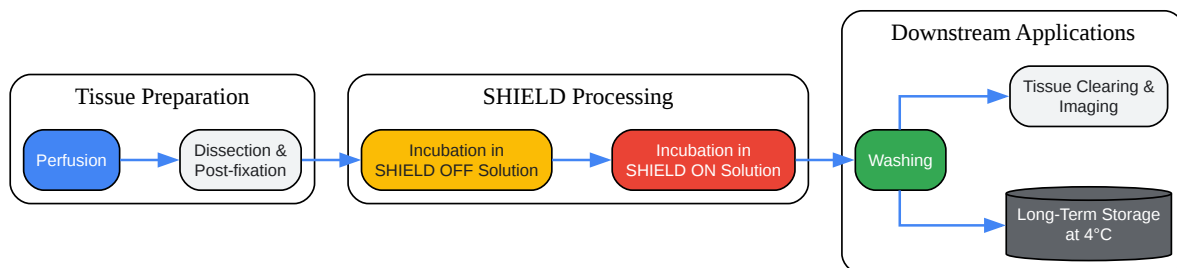 Tissue Preparation
Perfusion
Dissection &
Post-fixation
SHIELD Processing
Incubation in
SHIELD OFF Solution
Incubation in
SHIELD ON Solution
Downstream Applications
Washing
Tissue Clearing &
Imaging
Long-Term Storage
at 4°C